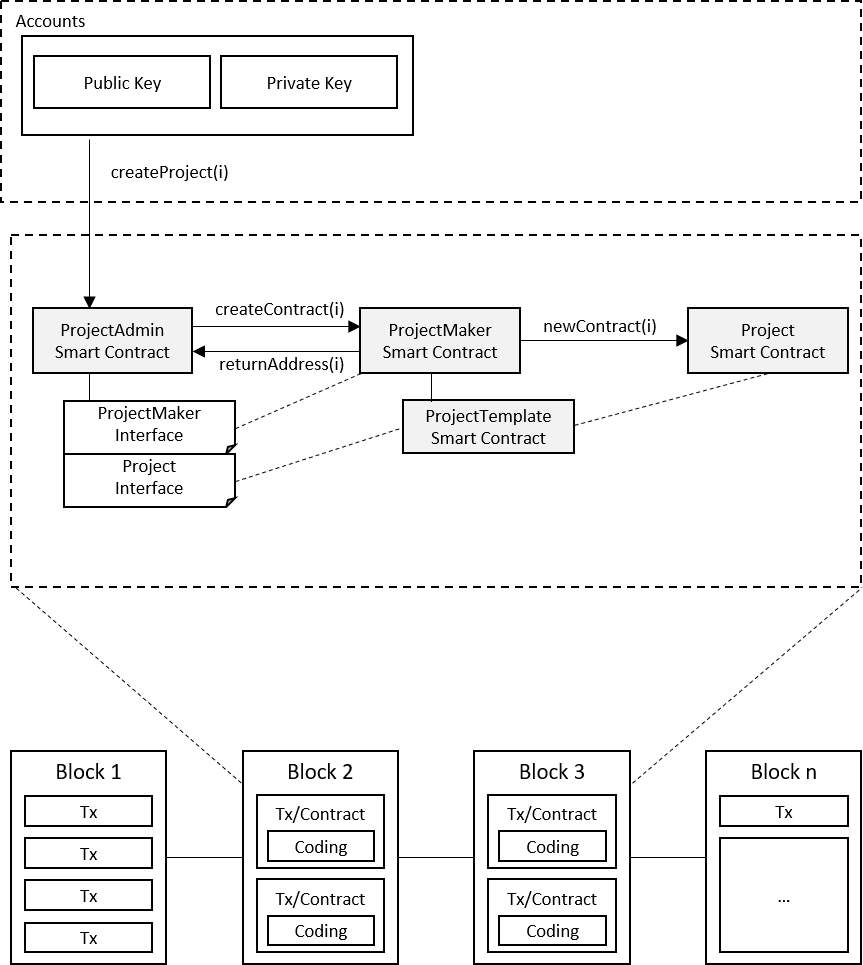 Accounts
Public Key
Private Key
createProject(i)
ProjectAdmin
Smart Contract
createContract(i)
returnAddress(i)
ProjectMaker
Smart Contract
newContract(i)
Project
Smart Contract
ProjectMaker
Interface
Project
Interface
ProjectTemplate
Smart Contract
Block 1
Tx
Tx
Tx
Tx
Block 2
Tx/Contract
Coding
Tx/Contract
Coding
Block 3
Tx/Contract
Coding
Tx/Contract
Coding
Block n
Tx
...